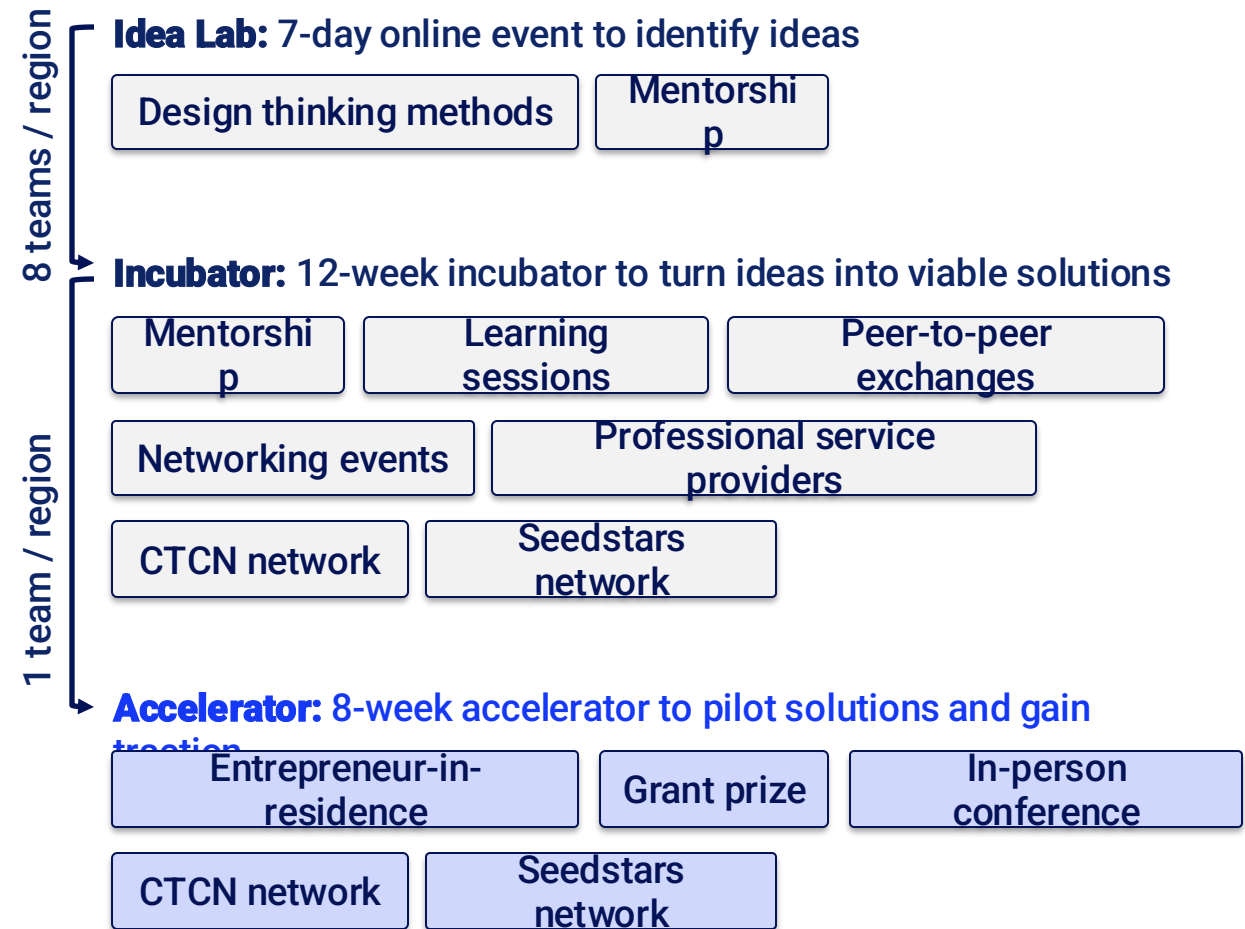 8 teams / region
Idea Lab: 7-day online event to identify ideas
Design thinking methods
Mentorshi
p
Incubator: 12-week incubator to turn ideas into viable solutions
1 team / region
Mentorshi
p
Learning
sessions
Peer-to-peer
exchanges
Networking events
Professional service
providers
CTCN network
Seedstars
network
Accelerator: 8-week accelerator to pilot solutions and gain
traction
Entrepreneur-in-
residence
Grant prize
In-person
conference
CTCN network
Seedstars
network